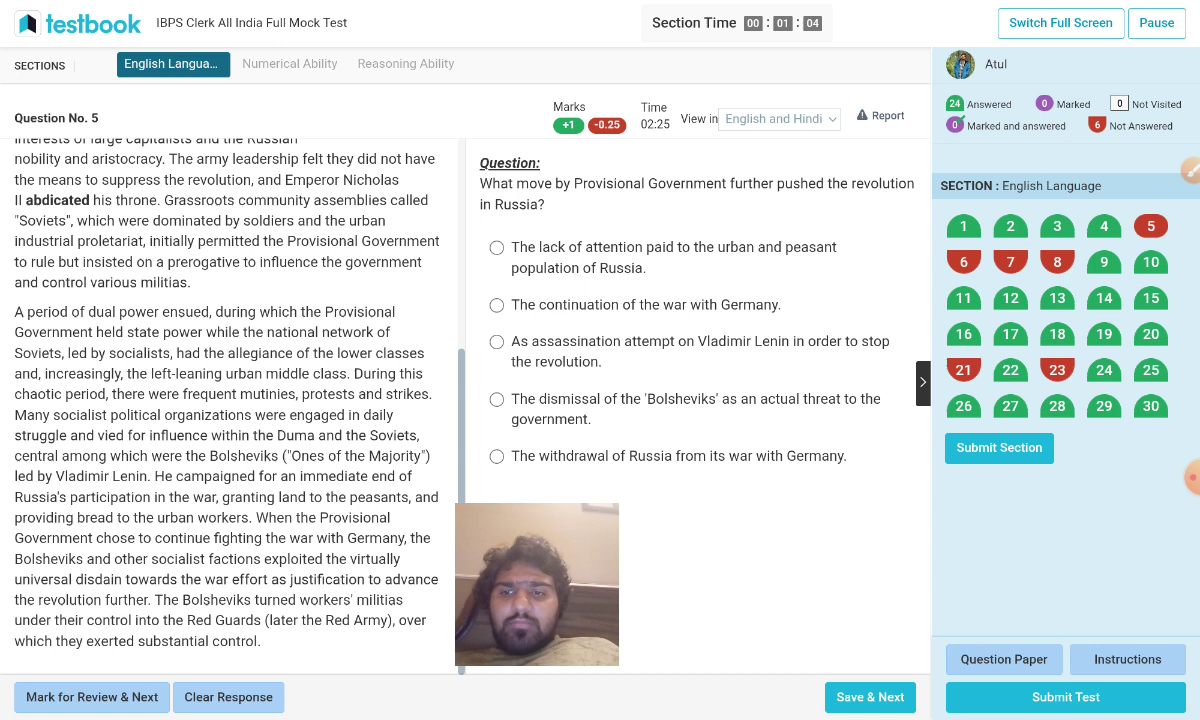 testbook
IBPS Clerk All India Full Mock Test
Section Time 00 : 01 : 04
Switch Full Screen
Pause
SECTIONS
English Langua...
Numerical Ability
Reasoning Ability
Question No. 5
Marks
+1
-0.25
Time
02:25
View in
English and Hindi
Report
interests of large capitalists and the Russian
nobility and aristocracy. The army leadership felt they did not have
the means to suppress the revolution, and Emperor Nicholas
II abdicated his throne. Grassroots community assemblies called
"Soviets", which were dominated by soldiers and the urban
industrial proletariat, initially permitted the Provisional Government
to rule but insisted on a prerogative to influence the government
and control various militias.
A period of dual power ensued, during which the Provisional
Government held state power while the national network of
Soviets, led by socialists, had the allegiance of the lower classes
and, increasingly, the left-leaning urban middle class. During this
chaotic period, there were frequent mutinies, protests and strikes.
Many socialist political organizations were engaged in daily
struggle and vied for influence within the Duma and the Soviets,
central among which were the Bolsheviks ("Ones of the Majority")
led by Vladimir Lenin. He campaigned for an immediate end of
Russia's participation in the war, granting land to the peasants, and
providing bread to the urban workers. When the Provisional
Government chose to continue fighting the war with Germany, the
Bolsheviks and other socialist factions exploited the virtually
universal disdain towards the war effort as justification to advance
the revolution further. The Bolsheviks turned workers' militias
under their control into the Red Guards (later the Red Army), over
which they exerted substantial control.
Question:
What move by Provisional Government further pushed the revolution
in Russia?
The lack of attention paid to the urban and peasant
population of Russia.
The continuation of the war with Germany.
As assassination attempt on Vladimir Lenin in order to stop
the revolution.
The dismissal of the 'Bolsheviks' as an actual threat to the
government.
The withdrawal of Russia from its war with Germany.
Mark for Review & Next
Clear Response
Save & Next
Atul
24 Answered
0 Marked
0 Not Visited
0 Marked and answered
6 Not Answered
SECTION : English Language
1 2 3 4 5
6 7 8 9 10
11 12 13 14 15
16 17 18 19 20
21 22 23 24 25
26 27 28 29 30
Submit Section
Question Paper
Instructions
Submit Test